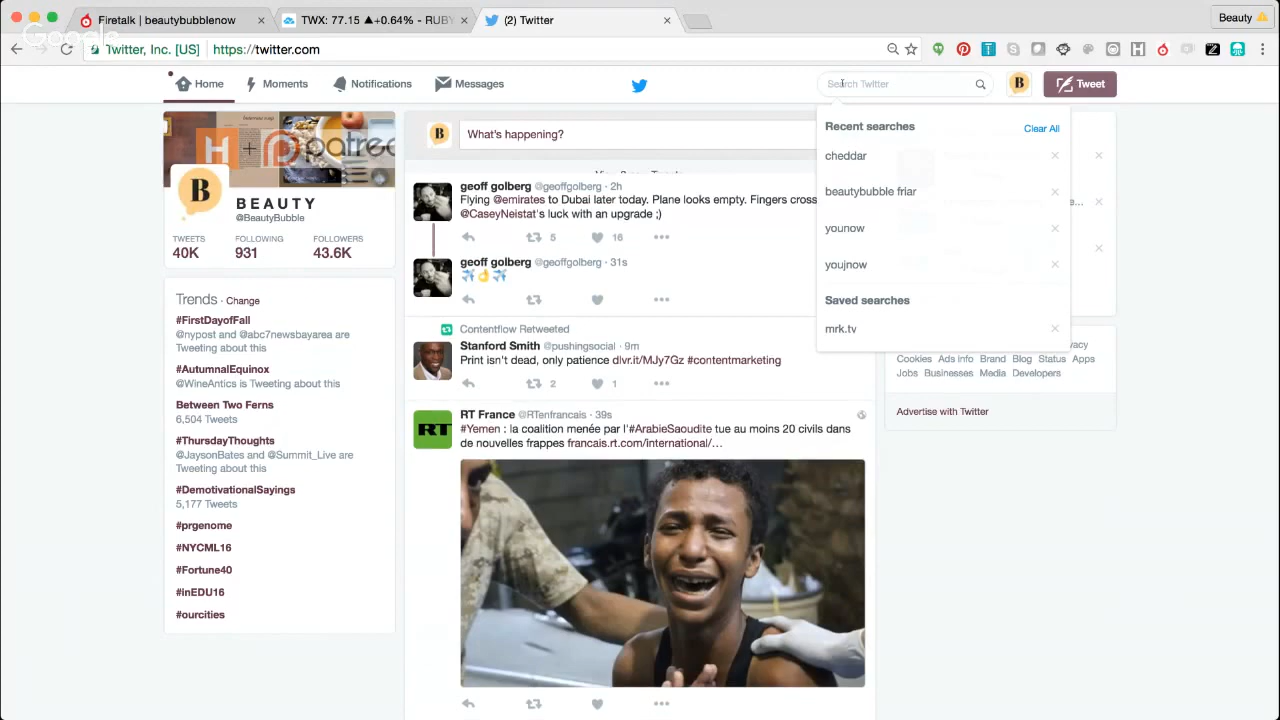 Firetalk | beautybubblenow
TWX: 77.15 ▲+0.64% - RUBY
(2) Twitter
Beauty
Google
Twitter, Inc. [US]
https://twitter.com
Home
Moments
Notifications
Messages
Search Twitter
B
Tweet
H + patreo
B
BEAUTY
@BeautyBubble
TWEETS
FOLLOWING
FOLLOWERS
40K
931
43.6K
Trends · Change
#FirstDayofFall
@nypost and @abc7newsbayarea are
Tweeting about this
#AutumnalEquinox
@WineAntics is Tweeting about this
Between Two Ferns
6,504 Tweets
#ThursdayThoughts
@JaysonBates and @Summit_Live are
Tweeting about this
#DemotivationalSayings
5,177 Tweets
#prgenome
#NYCML16
#Fortune40
#inEDU16
#ourcities
B
What's happening?
geoff golberg @geoffgolberg · 2h
Flying @emirates to Dubai later today. Plane looks empty. Fingers cross
@CaseyNeistat's luck with an upgrade ;)
5
16
geoff golberg @geoffgolberg · 31s
Contentflow Retweeted
Stanford Smith @pushingsocial · 9m
Print isn't dead, only patience dlvr.it/MJy7Gz #contentmarketing
2
1
RT
RT France @RTenfrancais · 39s
#Yemen : la coalition menée par l'#ArabieSaoudite tue au moins 20 civils dans
de nouvelles frappes francais.rt.com/international/…
Recent searches
Clear All
cheddar
beautybubble friar
younow
youjnow
Saved searches
mrk.tv
Cookies Ads info Brand Blog Status Apps
Jobs Businesses Media Developers
Advertise with Twitter